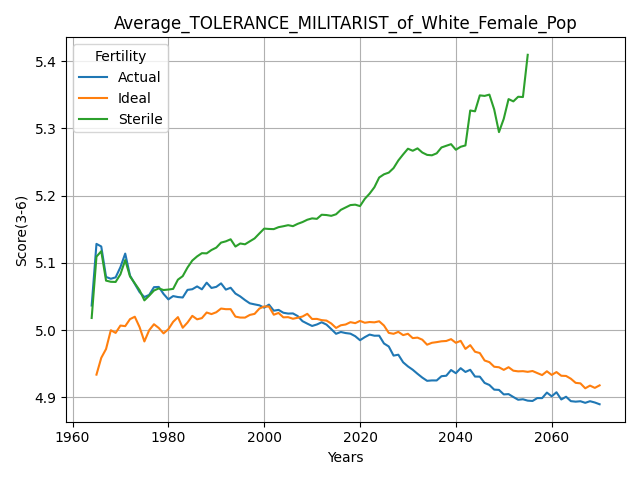 Average_TOLERANCE_MILITARIST_of_White_Female_Pop
Fertility
Actual
Ideal
Sterile
Score(3-6)
5.4
5.3
5.2
5.1
5.0
4.9
1960 1980 2000 2020 2040 2060
Years